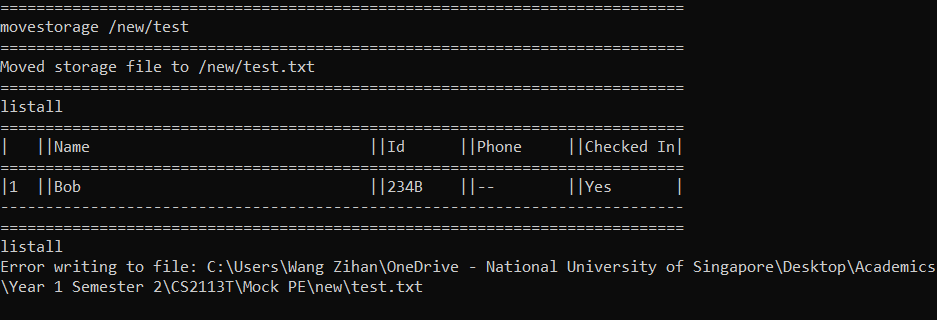 ============================================================================
movestorage /new/test
============================================================================
Moved storage file to /new/test.txt
============================================================================
listall
============================================================================
|   ||Name                               ||Id      ||Phone     ||Checked In|
============================================================================
|1  ||Bob                                ||234B    ||--        ||Yes       |
----------------------------------------------------------------------------
============================================================================
listall
Error writing to file: C:\Users\Wang Zihan\OneDrive - National University of Singapore\Desktop\Academics
\Year 1 Semester 2\CS2113T\Mock PE\new\test.txt